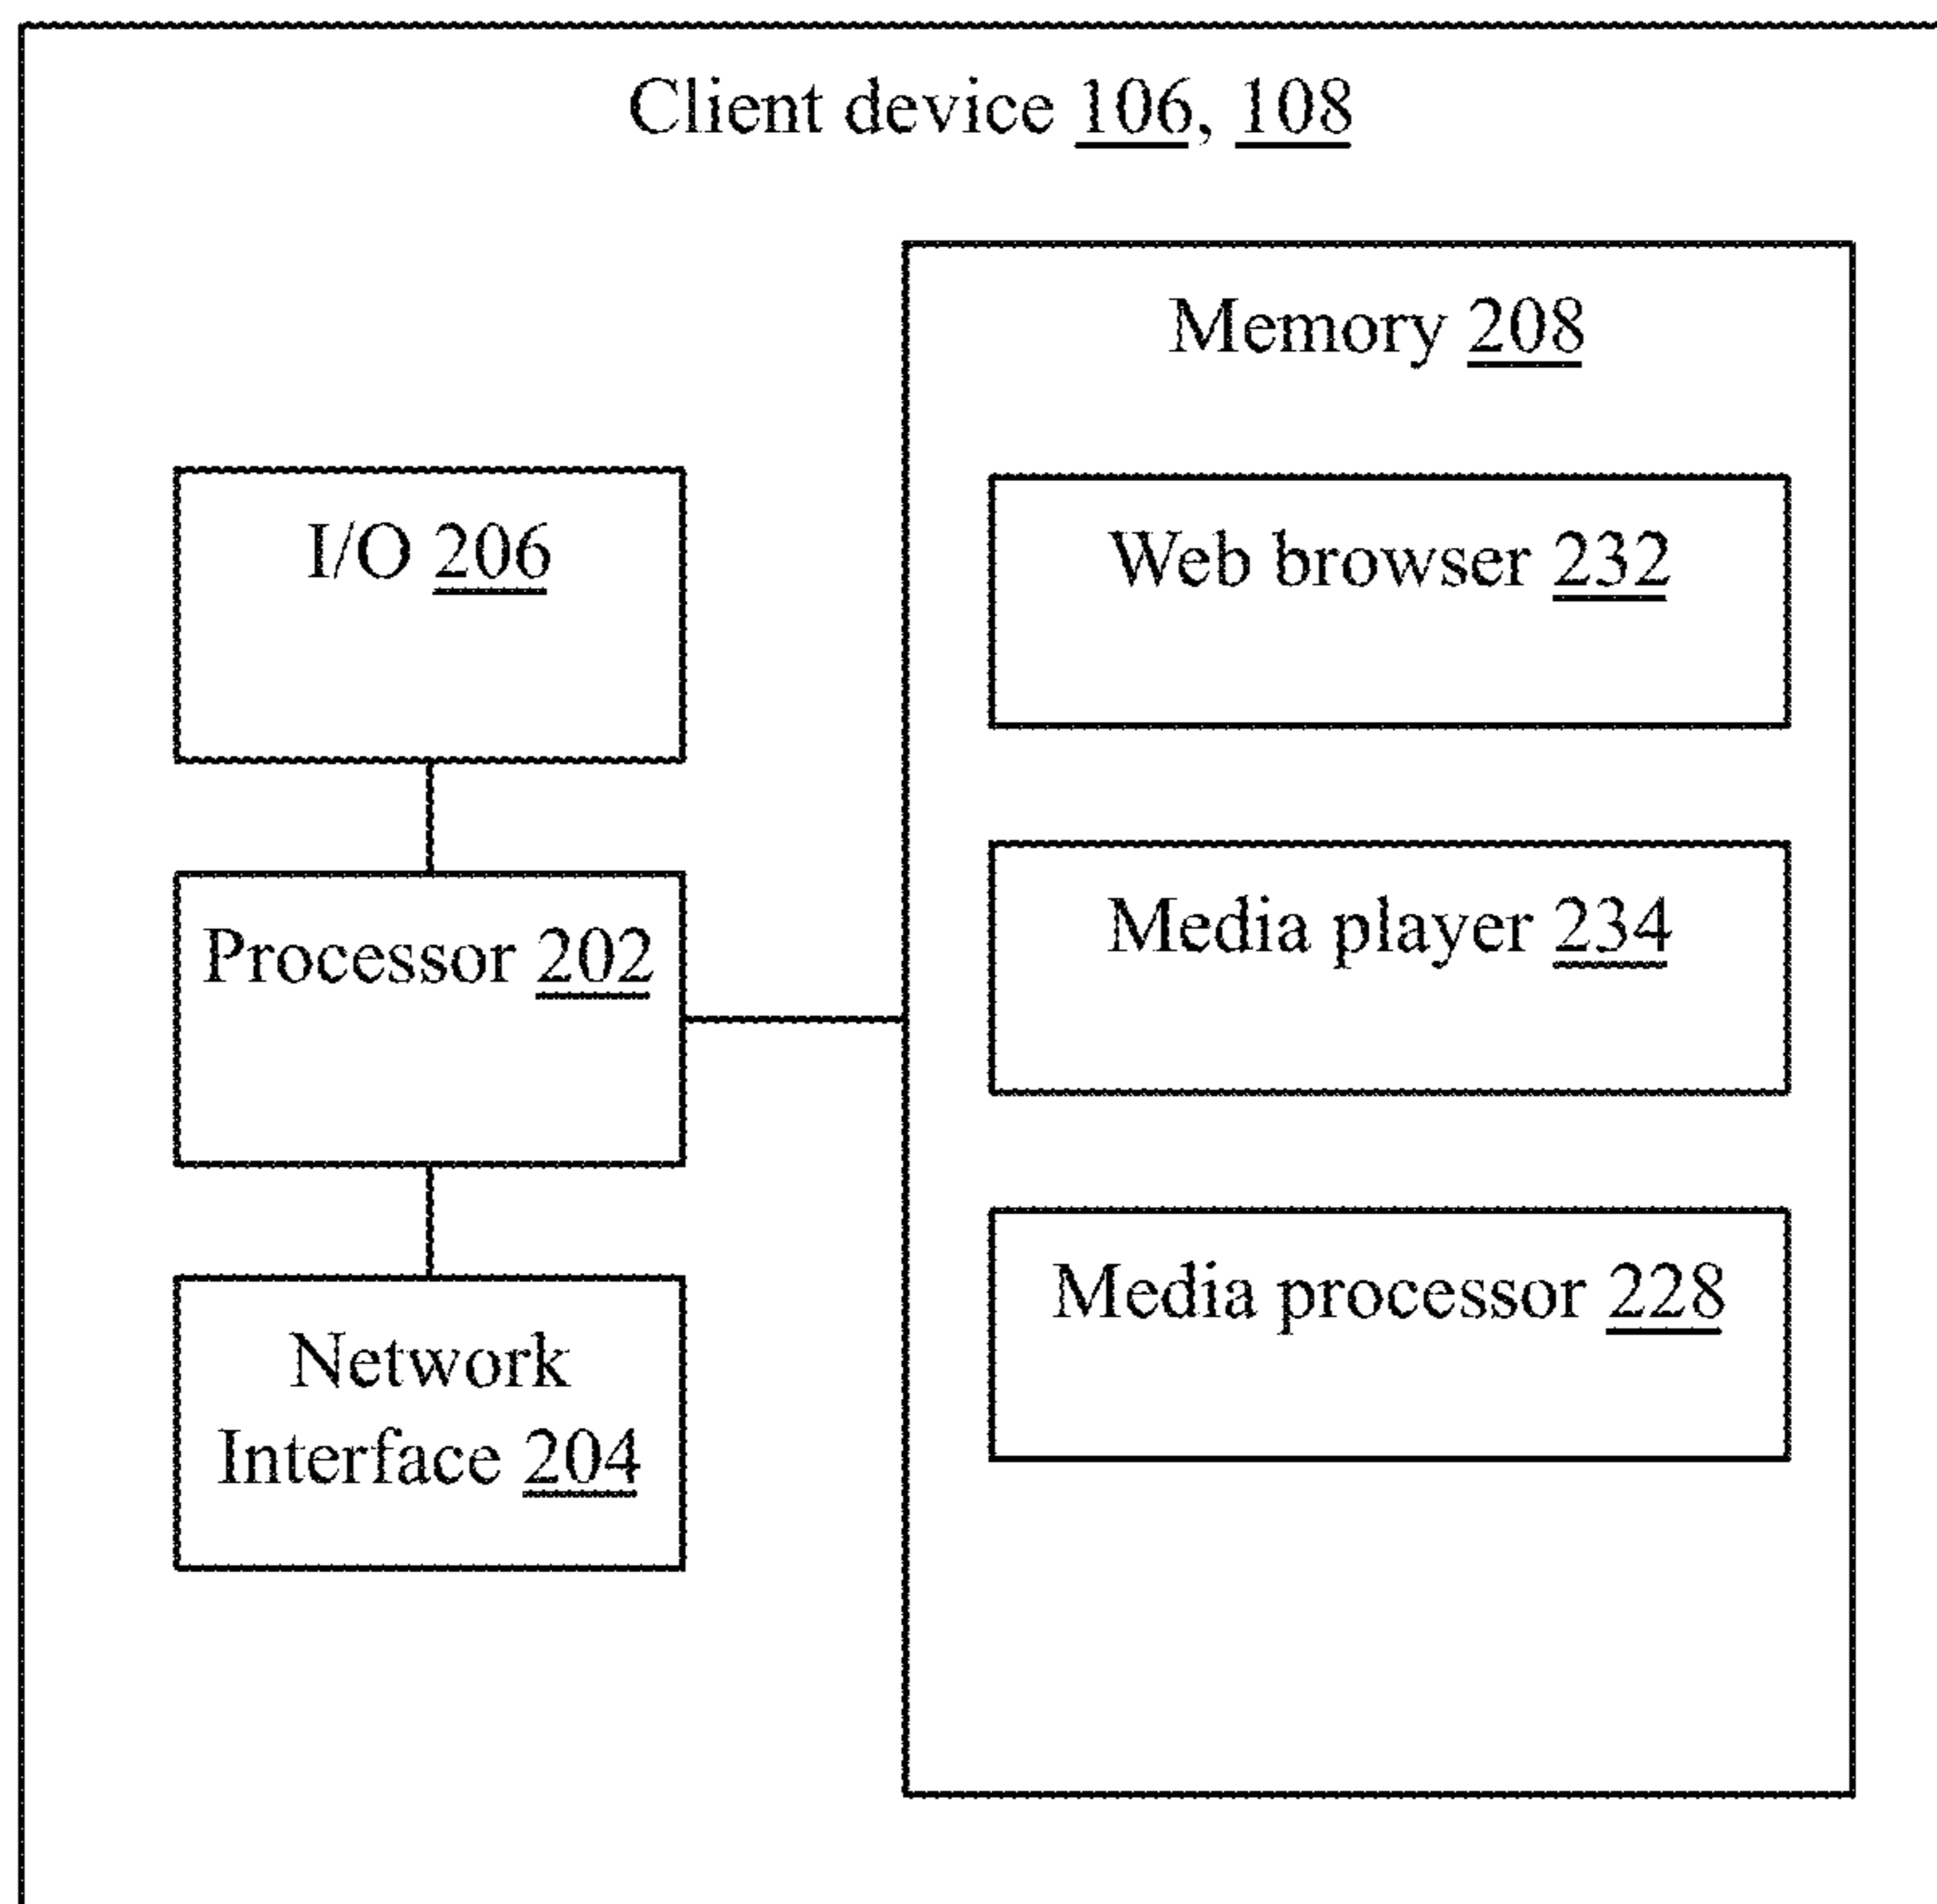 Client device 106, 108
I/O 206
Processor 202
Network
Interface 204
Memory 208
Web browser 232
Media player 234
Media processor 228